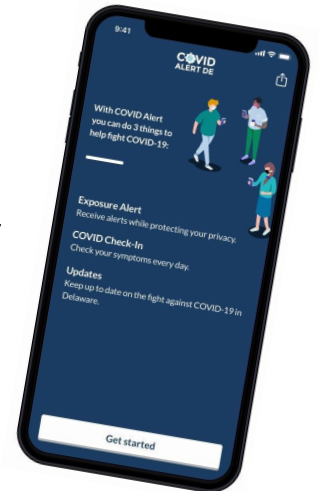 9:41
COVID
ALERT DE
With COVID Alert
you can do 3 things to
help fight COVID-19:
Exposure Alert
Receive alerts while protecting your privacy.
COVID Check-In
Check your symptoms every day.
Updates
Keep up to date on the fight against COVID-19 in
Delaware.
Get started